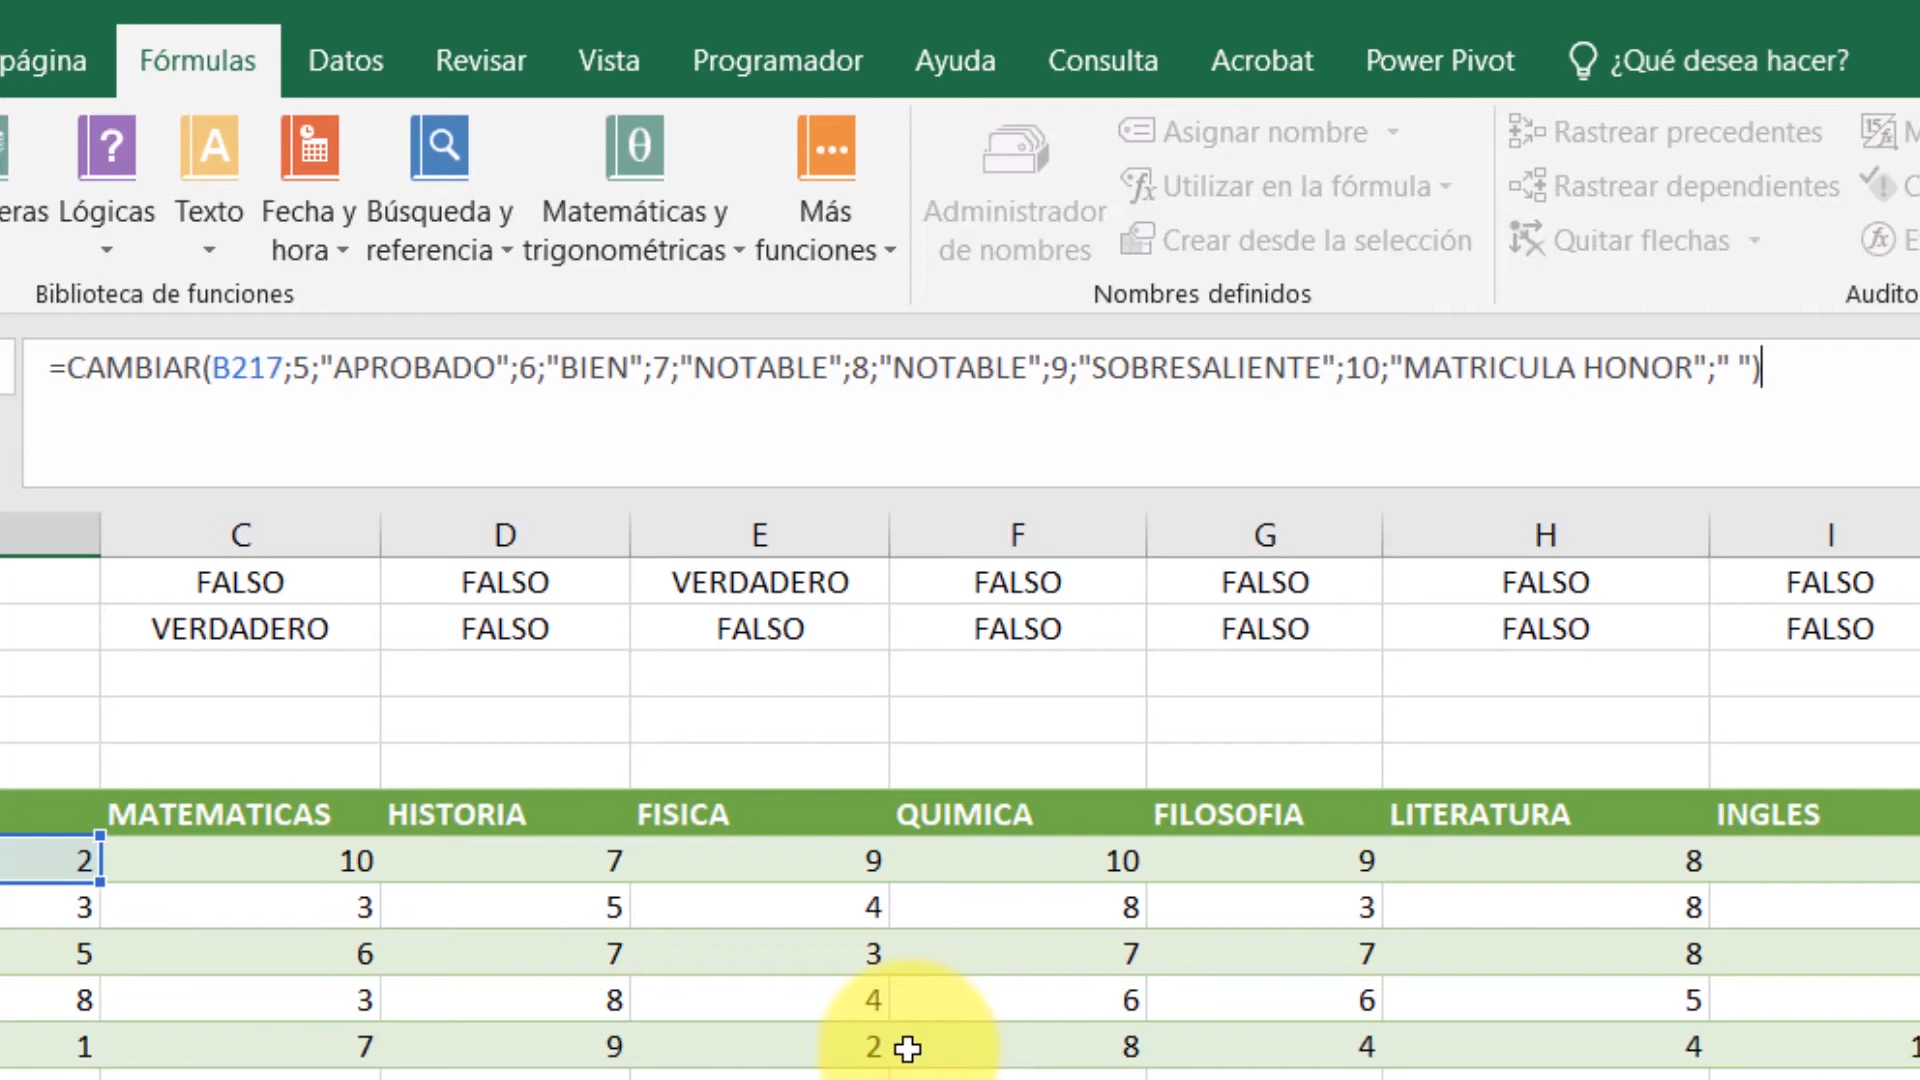 página Fórmulas Datos Revisar Vista Programador Ayuda Consulta Acrobat Power Pivot ¿Qué desea hacer?
eras Lógicas Texto Fecha y hora Búsqueda y referencia Matemáticas y trigonométricas Más funciones
Biblioteca de funciones
Administrador de nombres
Asignar nombre
Utilizar en la fórmula
Crear desde la selección
Nombres definidos
Rastrear precedentes
Rastrear dependientes
Quitar flechas
Audito
=CAMBIAR(B217;5;"APROBADO";6;"BIEN";7;"NOTABLE";8;"NOTABLE";9;"SOBRESALIENTE";10;"MATRICULA HONOR";" ")
C D E F G H I
FALSO FALSO VERDADERO FALSO FALSO FALSO FALSO
VERDADERO FALSO FALSO FALSO FALSO FALSO FALSO
MATEMATICAS HISTORIA FISICA QUIMICA FILOSOFIA LITERATURA INGLES
2 10 7 9 10 9 8
3 3 5 4 8 3 8
5 6 7 3 7 7 8
8 3 8 4 6 6 5
1 7 9 2 8 4 4 1